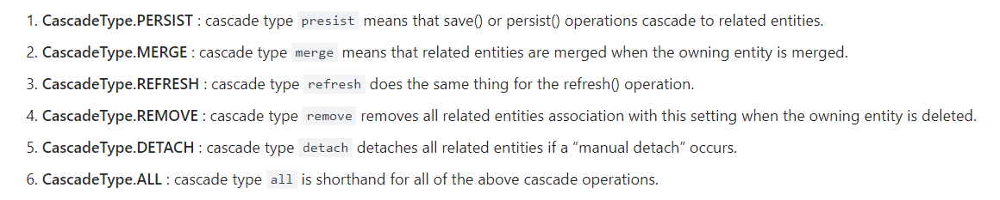 1. CascadeType.PERSIST : cascade type presist means that save() or persist() operations cascade to related entities.
2. CascadeType.MERGE : cascade type merge means that related entities are merged when the owning entity is merged.
3. CascadeType.REFRESH : cascade type refresh does the same thing for the refresh() operation.
4. CascadeType.REMOVE : cascade type remove removes all related entities association with this setting when the owning entity is deleted.
5. CascadeType.DETACH : cascade type detach detaches all related entities if a “manual detach” occurs.
6. CascadeType.ALL : cascade type all is shorthand for all of the above cascade operations.